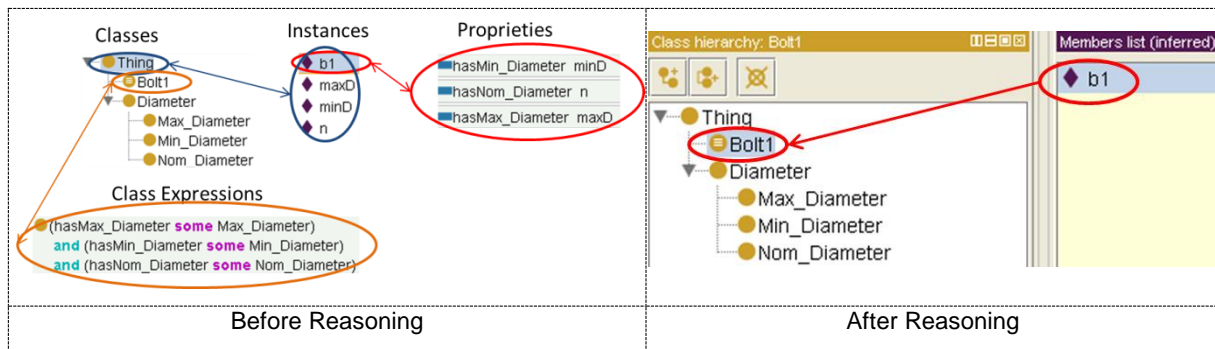 Classes
Thing
Bolt1
Diameter
Max_Diameter
Min_Diameter
Nom_Diameter
Instances
b1
maxD
minD
n
Proprieties
hasMin_Diameter minD
hasNom_Diameter n
hasMax_Diameter maxD
Class Expressions
(hasMax_Diameter some Max_Diameter)
and (hasMin_Diameter some Min_Diameter)
and (hasNom_Diameter some Nom_Diameter)
Class hierarchy: Bolt1
Thing
Bolt1
Diameter
Max_Diameter
Min_Diameter
Nom_Diameter
Members list (inferred)
b1
Before Reasoning
After Reasoning